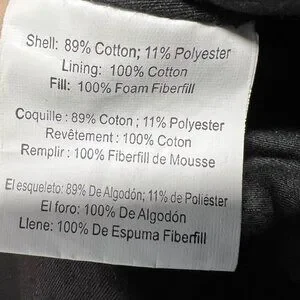 Shell: 89% Cotton; 11% Polyester
Lining: 100% Cotton
Fill: 100% Foam Fiberfill
Coquille : 89% Coton ; 11% Polyester
Revêtement : 100% Coton
Remplir : 100% Fiberfill de Mousse
El esqueleto: 89% De Algodón; 11% de Poliéster
El foro: 100% De Algodón
Llene: 100% De Espuma Fiberfill